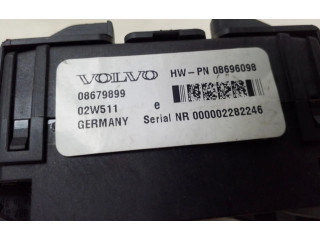 VOLVO HW-PN 08696098
08679899
02W511 e
GERMANY Serial NR 000002282246